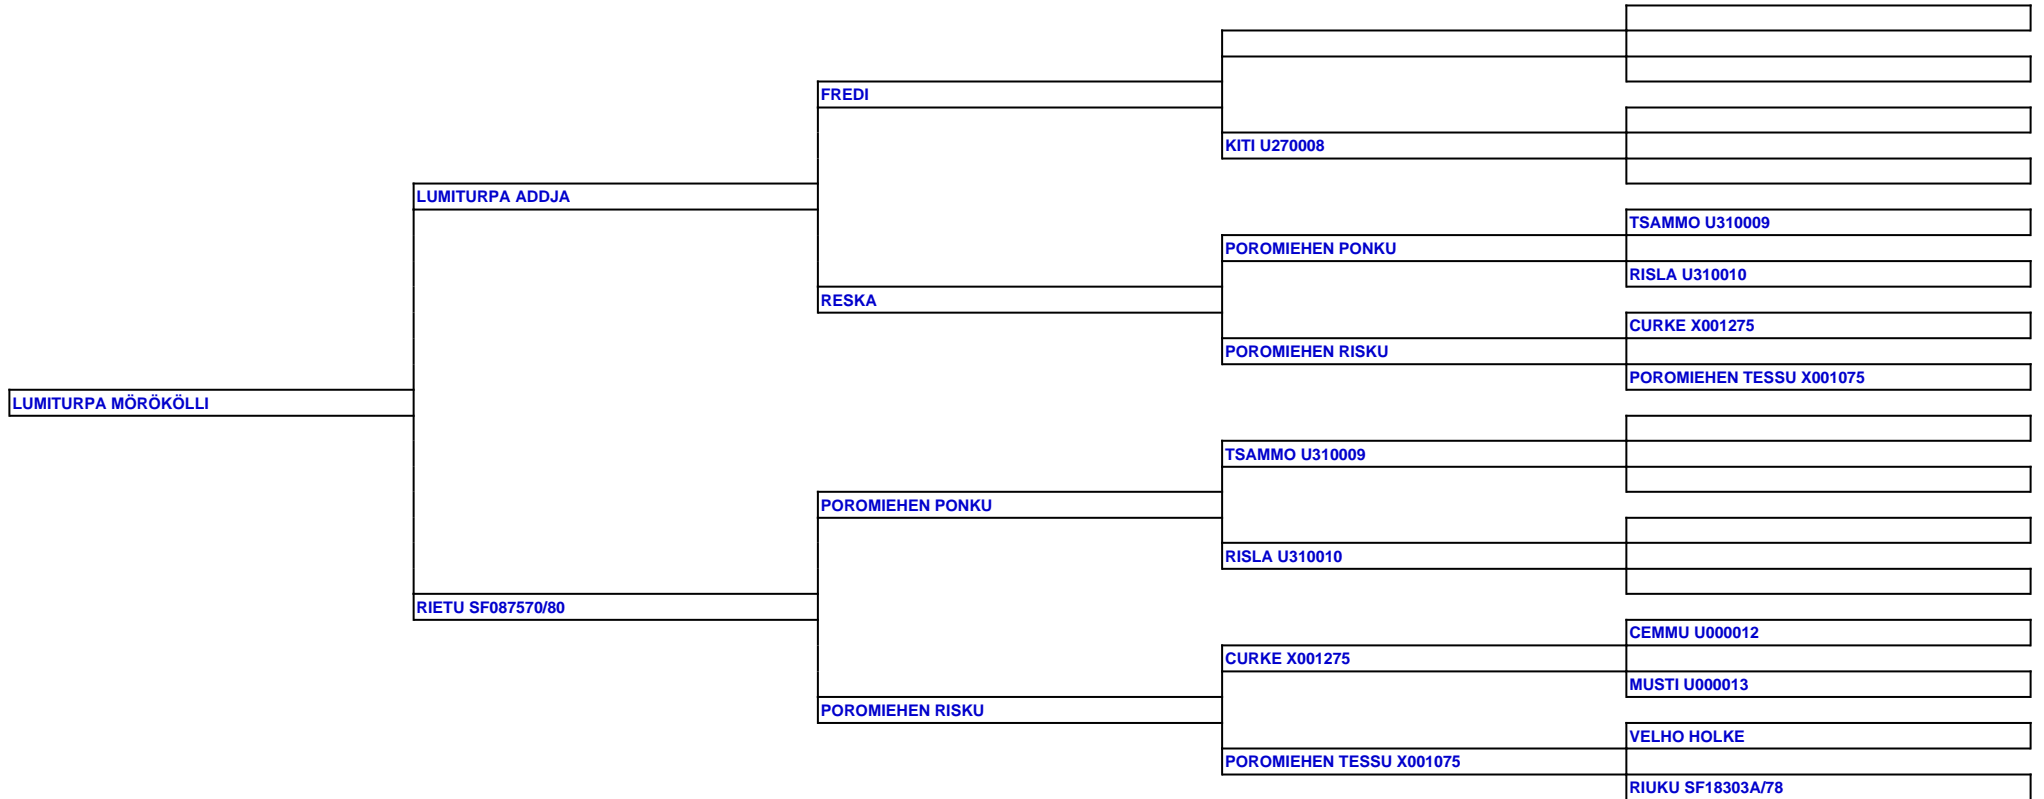 FREDI
KITI U270008
LUMITURPA ADDJA
TSAMMO U310009
POROMIEHEN PONKU
RISLA U310010
RESKA
CURKE X001275
POROMIEHEN RISKU
POROMIEHEN TESSU X001075
LUMITURPA MÖRÖKÖLLI
TSAMMO U310009
POROMIEHEN PONKU
RISLA U310010
RIETU SF087570/80
CEMMU U000012
CURKE X001275
MUSTI U000013
POROMIEHEN RISKU
VELHO HOLKE
POROMIEHEN TESSU X001075
RIUKU SF18303A/78